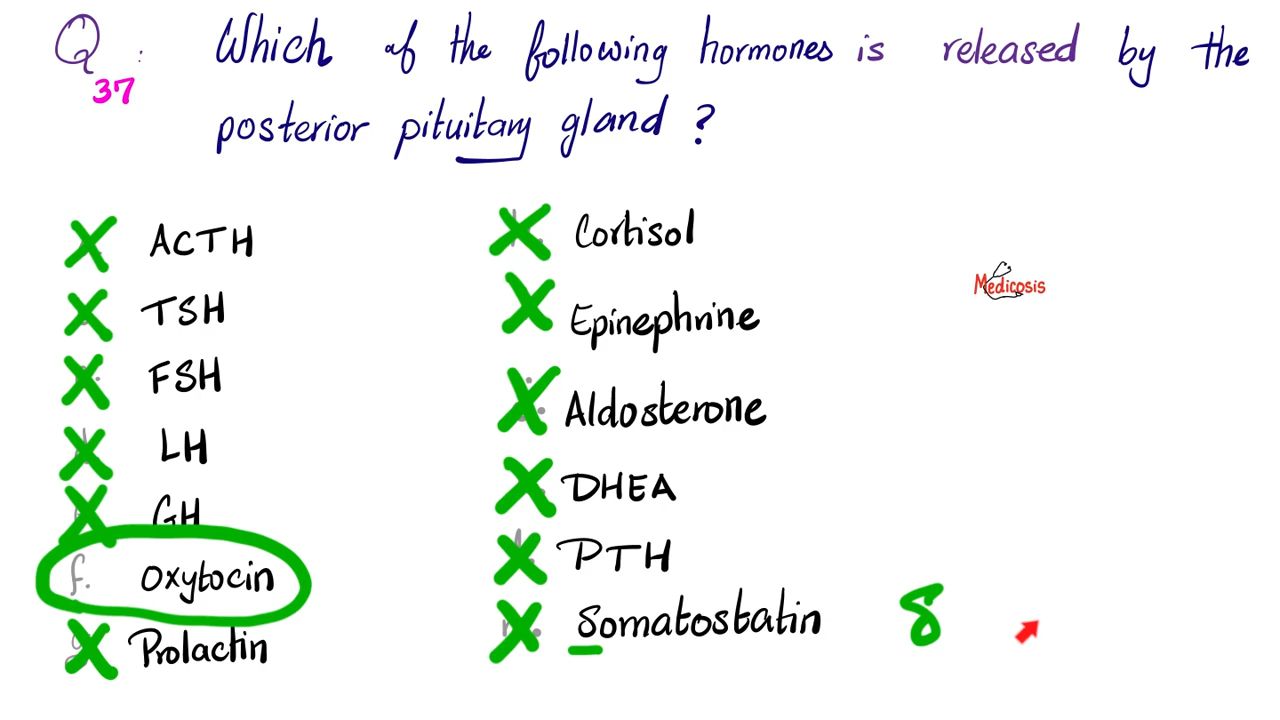 Q : Which of the following hormones is released by the
37
posterior pituitary gland ?
ACTH
TSH
FSH
LH
GH
f. Oxytocin
Prolactin
Cortisol
Epinephrine
Aldosterone
DHEA
PTH
Somatostatin
Medicosis